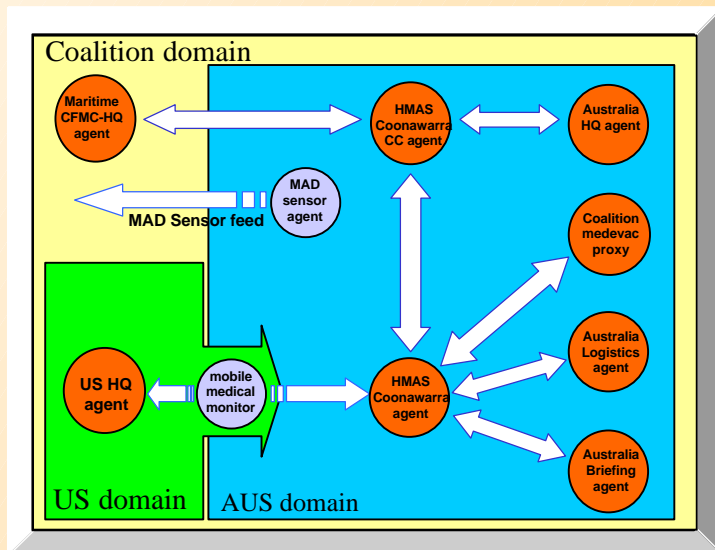 Coalition domain
Maritime
CFMC-HQ
agent
HMAS
Coonawarra
CC agent
Australia
HQ agent
MAD
sensor
agent
MAD Sensor feed
Coalition
medevac
proxy
US HQ
agent
mobile
medical
monitor
HMAS
Coonawarra
agent
Australia
Logistics
agent
Australia
Briefing
agent
US domain
AUS domain